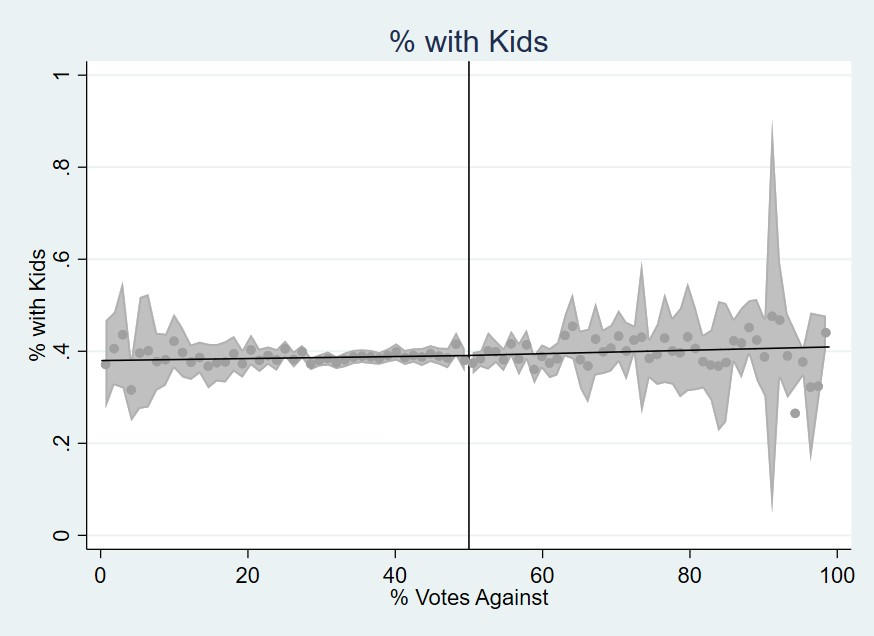 % with Kids
% with Kids
1
.8
.6
.4
.2
0
0 20 40 60 80 100
% Votes Against